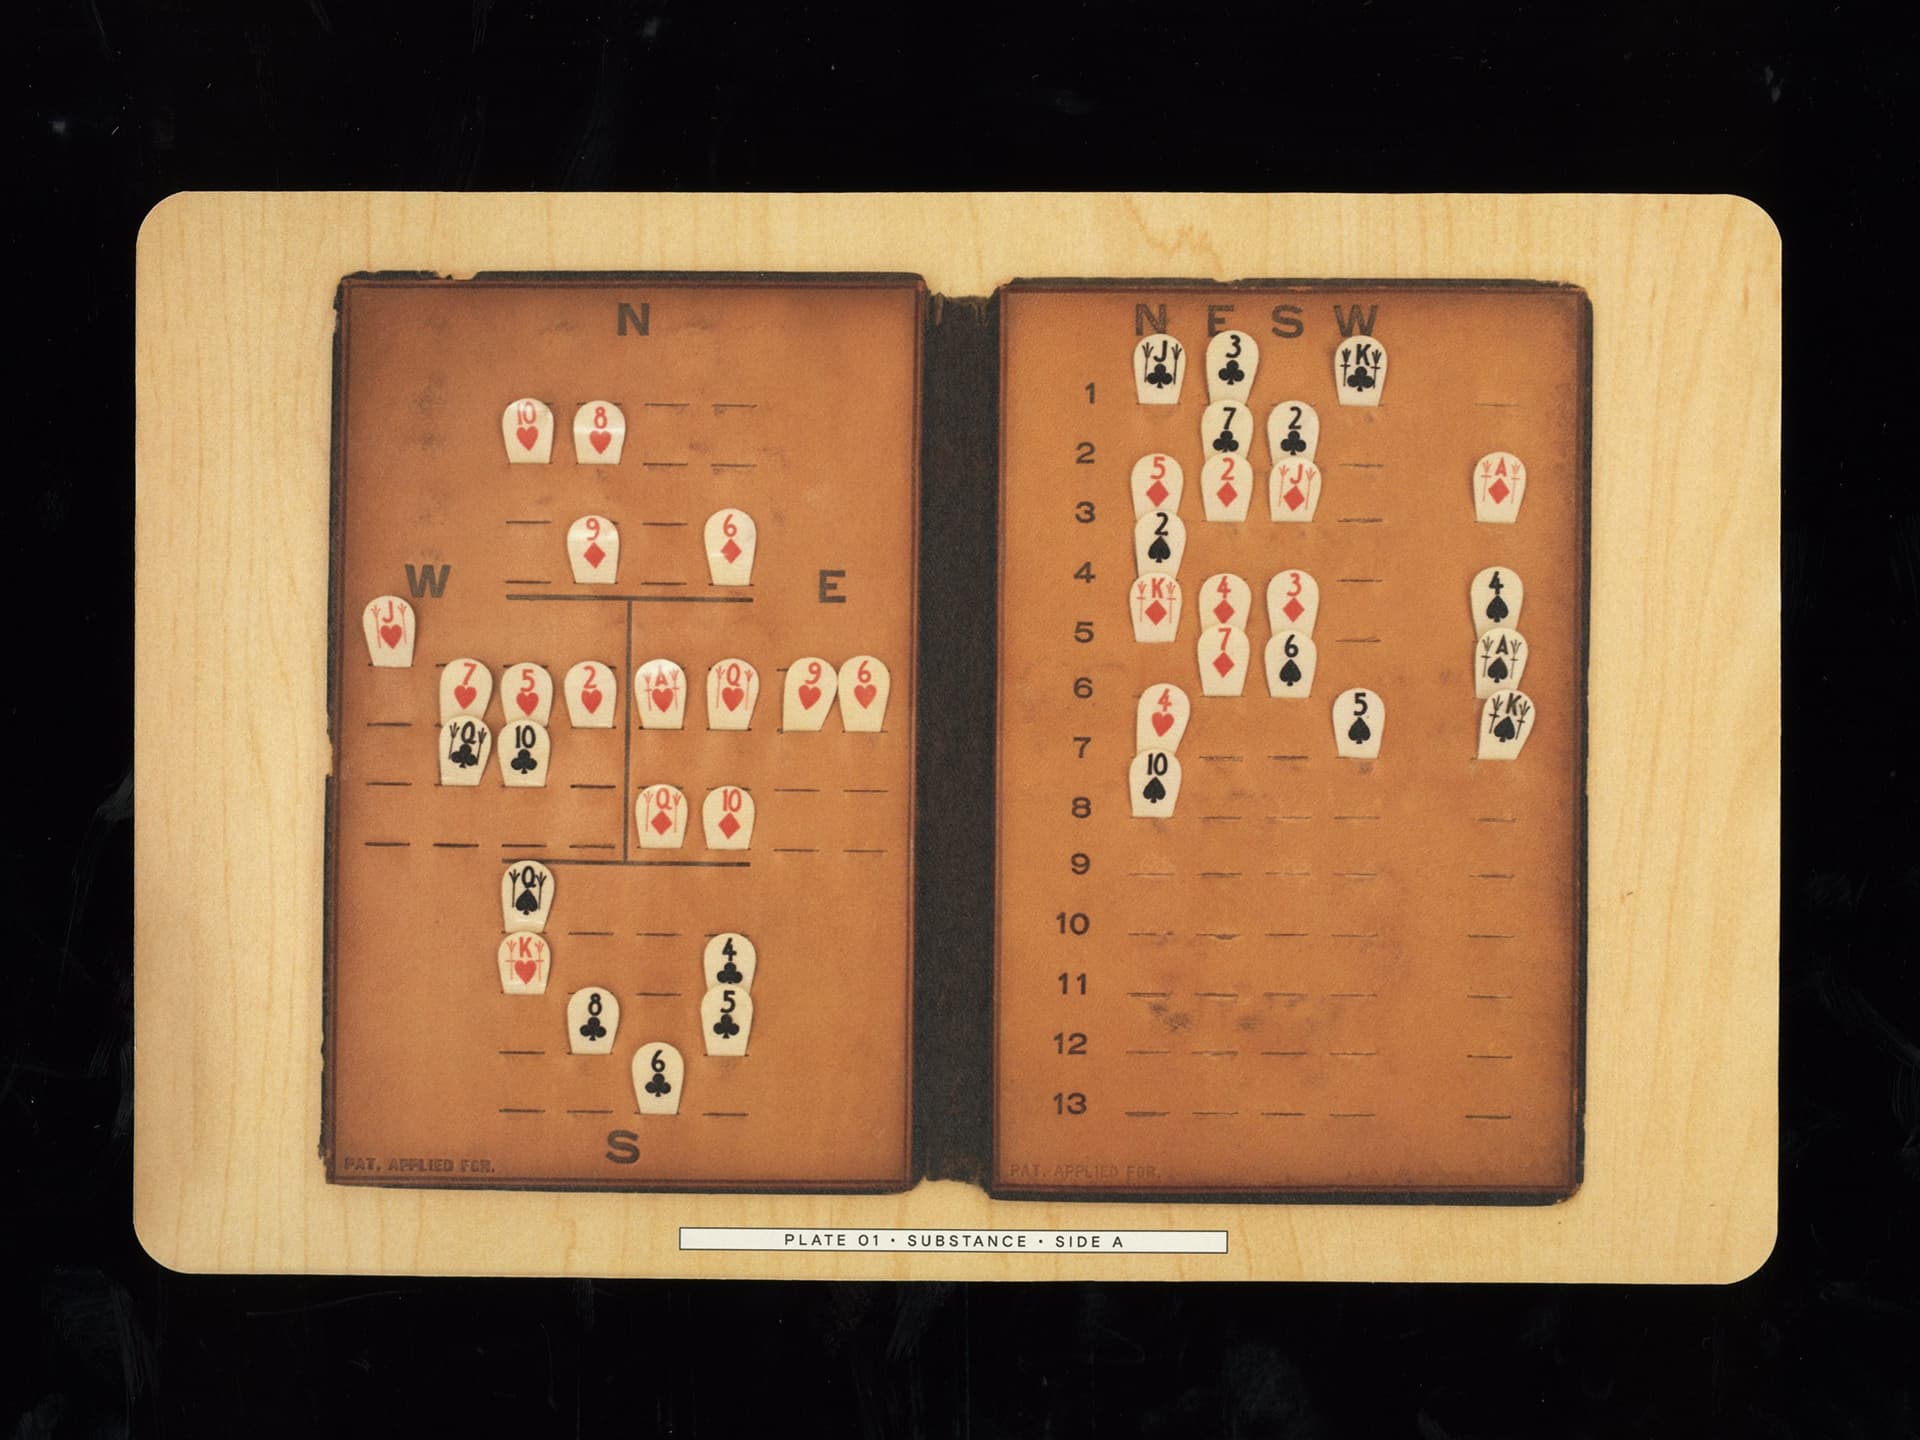 N
10 8
9 6
W E
J
7 5 2 A Q 9 6
Q 10
Q 10
Q
K 4
8 5
6
S
PAT. APPLIED FOR.
N E S W
J 3 K
1
7 2
2
5 2 J A
3
2
4
K 4 3 4
5
7 6 A
6
4 5 K
7
10
8
9
10
11
12
13
PAT. APPLIED FOR.
PLATE 01 · SUBSTANCE · SIDE A